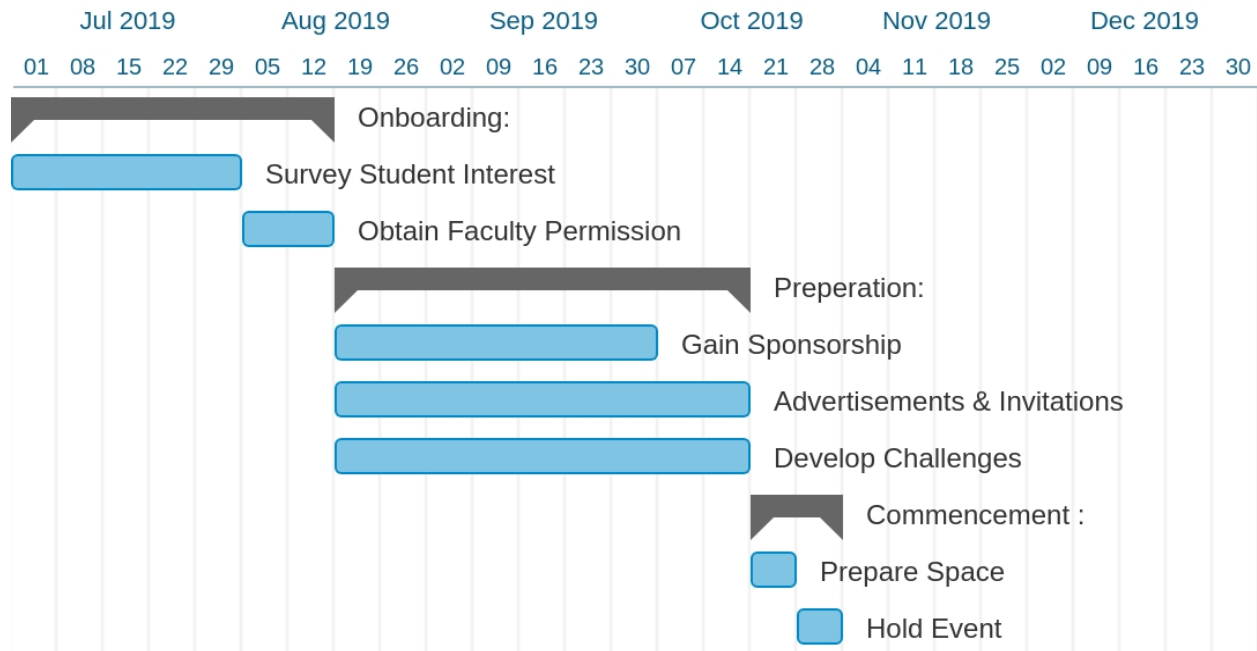 Jul 2019 Aug 2019 Sep 2019 Oct 2019 Nov 2019 Dec 2019
01 08 15 22 29 05 12 19 26 02 09 16 23 30 07 14 21 28 04 11 18 25 02 09 16 23 30
Onboarding:
Survey Student Interest
Obtain Faculty Permission
Preperation:
Gain Sponsorship
Advertisements & Invitations
Develop Challenges
Commencement :
Prepare Space
Hold Event